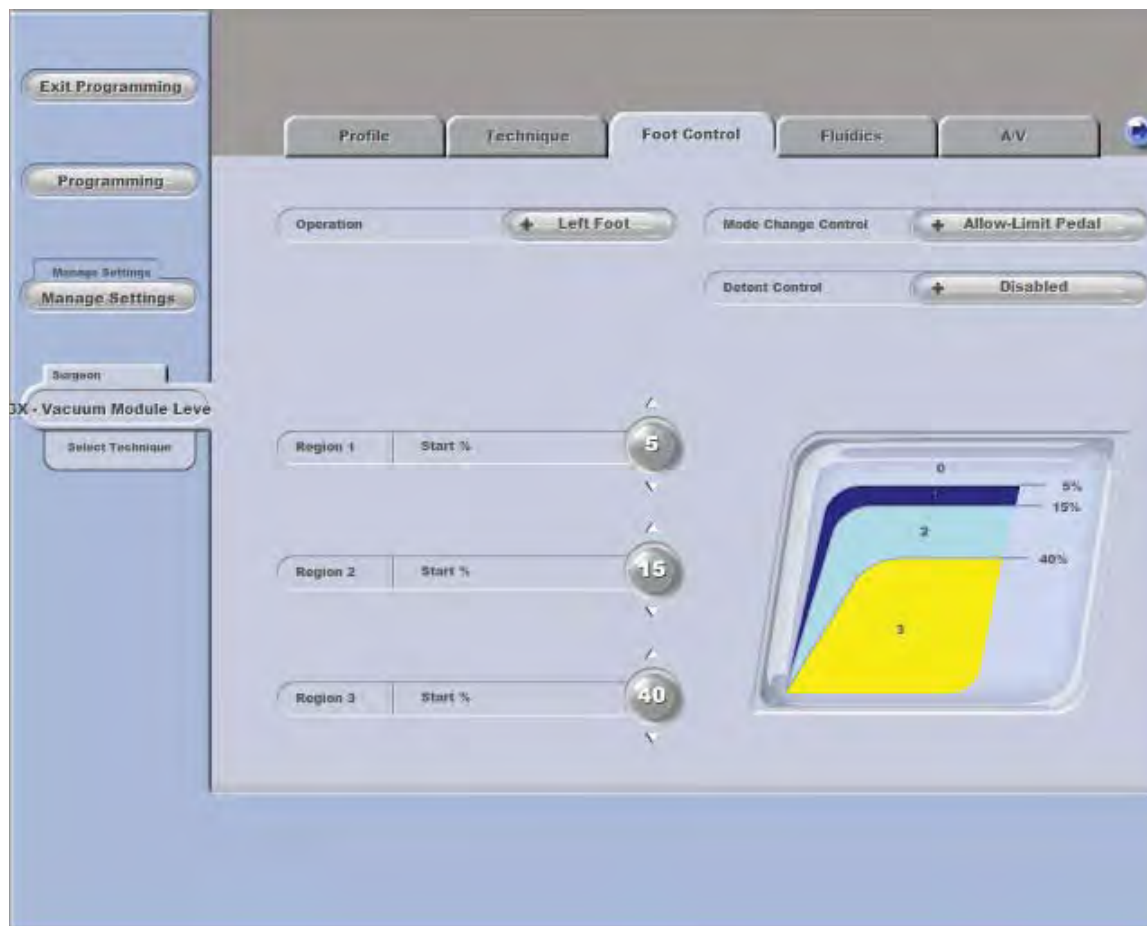 Exit Programming
Programming
Manage Settings
Manage Settings
Surgeon
3X - Vacuum Module Leve
Select Technique
Profile
Technique
Foot Control
Fluidics
A/V
Operation
+ Left Foot
Mode Change Control
+ Allow-Limit Pedal
Detent Control
+ Disabled
Region 1 Start % 5
Region 2 Start % 15
Region 3 Start % 40
0
1
2
3
5%
15%
40%